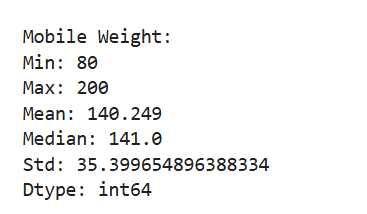 Mobile Weight:
Min: 80
Max: 200
Mean: 140.249
Median: 141.0
Std: 35.399654896388334
Dtype: int64